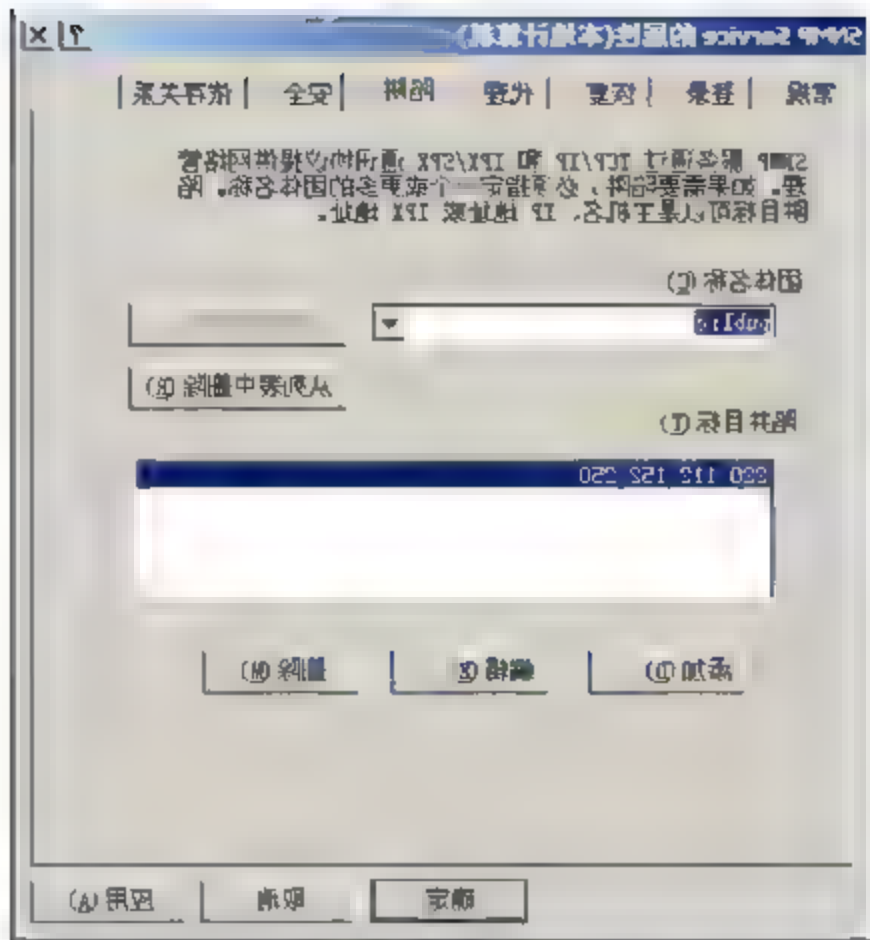 SNMP Service 的属性(本地计算机)
常规 登录 恢复 代理 陷阱 安全 依存关系
SNMP 服务通过 TCP/IP 和 IPX/SPX 通用协议提供网络管
理。如果需要陷阱，必须指定一个或更多的团体名称。陷
阱目标可以是主机名、IP 地址或 IPX 地址。
团体名称(C)
public
从列表中删除(R)
陷阱目标(T)
220 112 152 250
添加(D) 编辑 删除(M)
确定 取消 应用(A)